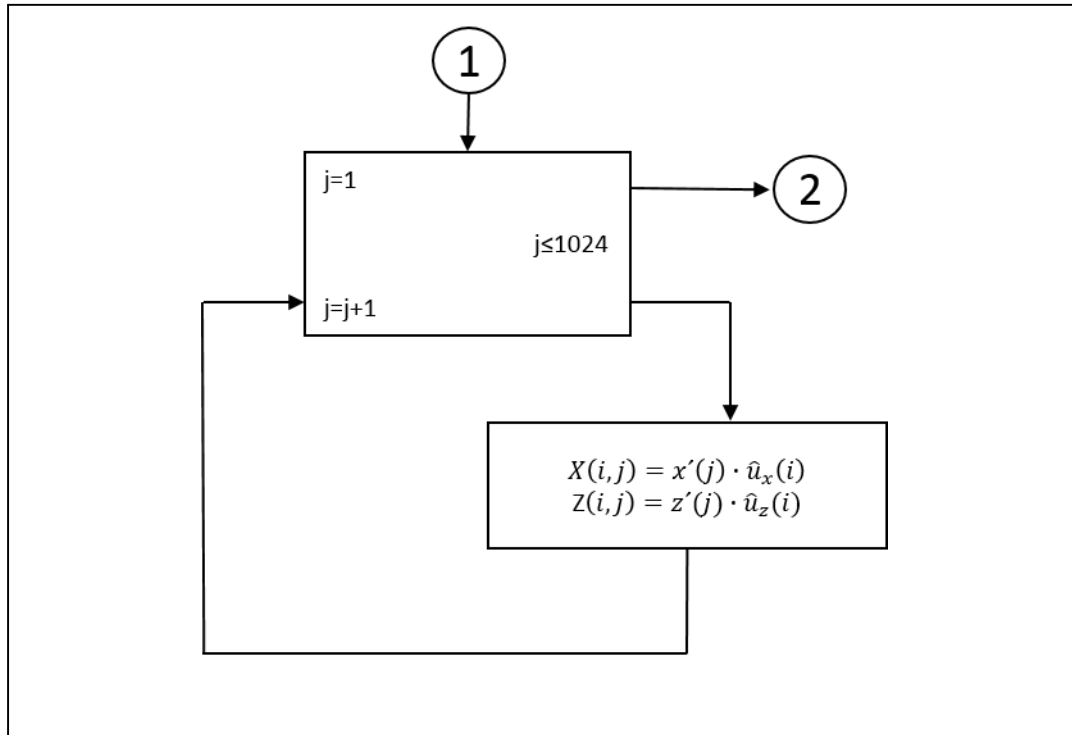 1
j=1
2
j≤1024
j=j+1
X(i,j) = x´(j) · û_x(i)
Z(i,j) = z´(j) · û_z(i)